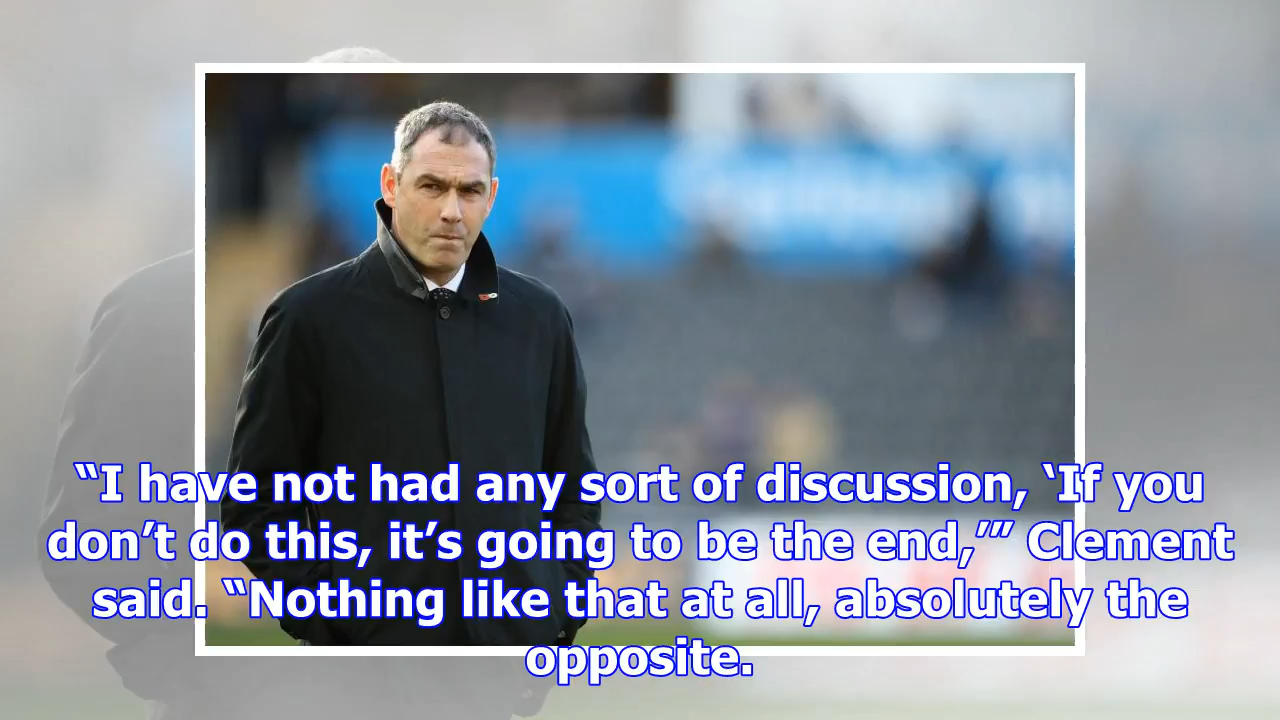 “I have not had any sort of discussion, ‘If you
don’t do this, it’s going to be the end,’” Clement
said. “Nothing like that at all, absolutely the
opposite.